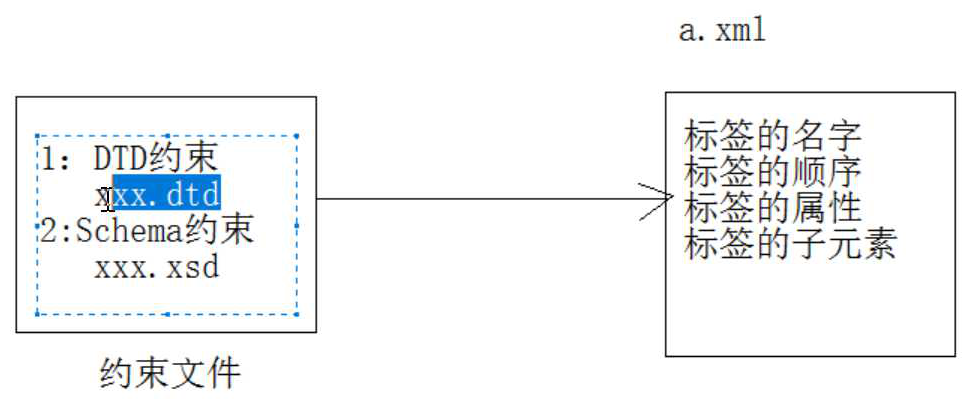 a.xml
1: DTD约束
xxx.dtd
2:Schema约束
xxx.xsd
约束文件
标签的名字
标签的顺序
标签的属性
标签的子元素